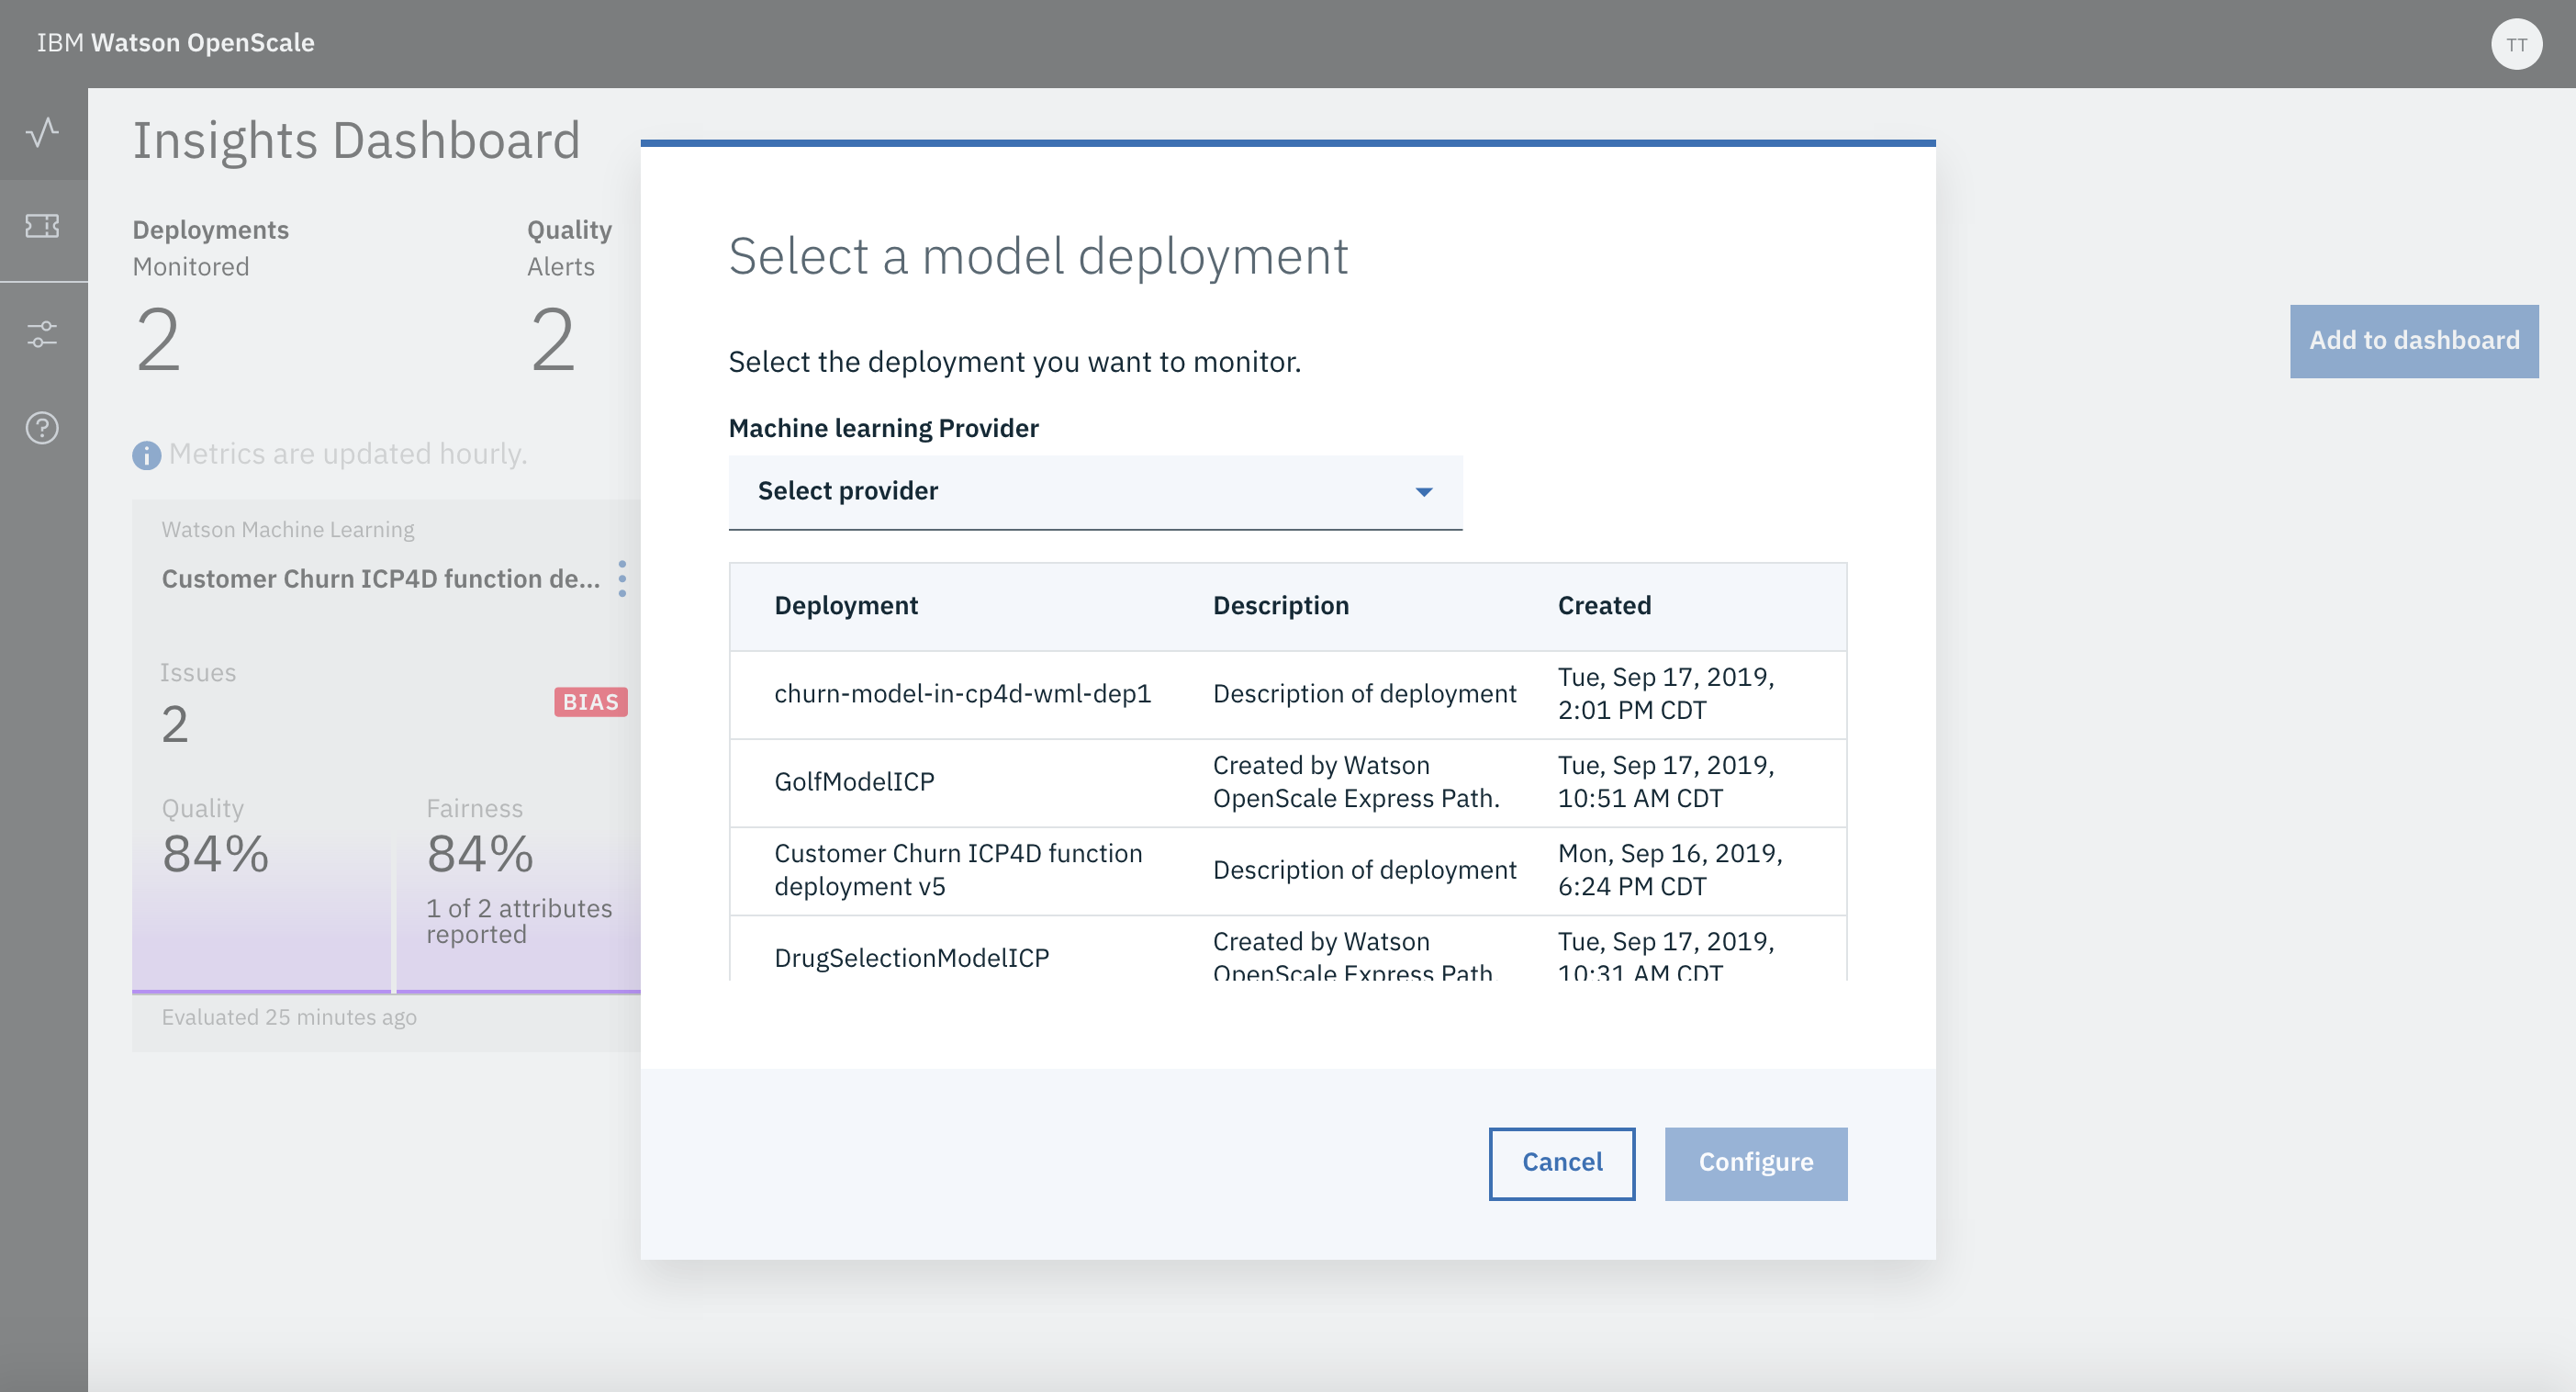 IBM Watson OpenScale
TT
Insights Dashboard
Deployments
Monitored
2
Quality
Alerts
2
Add to dashboard
Metrics are updated hourly.
Watson Machine Learning
Customer Churn ICP4D function de...
Issues
2
BIAS
Quality
84%
Fairness
84%
1 of 2 attributes
reported
Evaluated 25 minutes ago
Select a model deployment
Select the deployment you want to monitor.
Machine learning Provider
Select provider
Deployment Description Created
churn-model-in-cp4d-wml-dep1
Description of deployment
Tue, Sep 17, 2019,
2:01 PM CDT
GolfModelICP
Created by Watson
OpenScale Express Path.
Tue, Sep 17, 2019,
10:51 AM CDT
Customer Churn ICP4D function
deployment v5
Description of deployment
Mon, Sep 16, 2019,
6:24 PM CDT
DrugSelectionModelICP
Created by Watson
OpenScale Express Path.
Tue, Sep 17, 2019,
10:31 AM CDT
Cancel
Configure